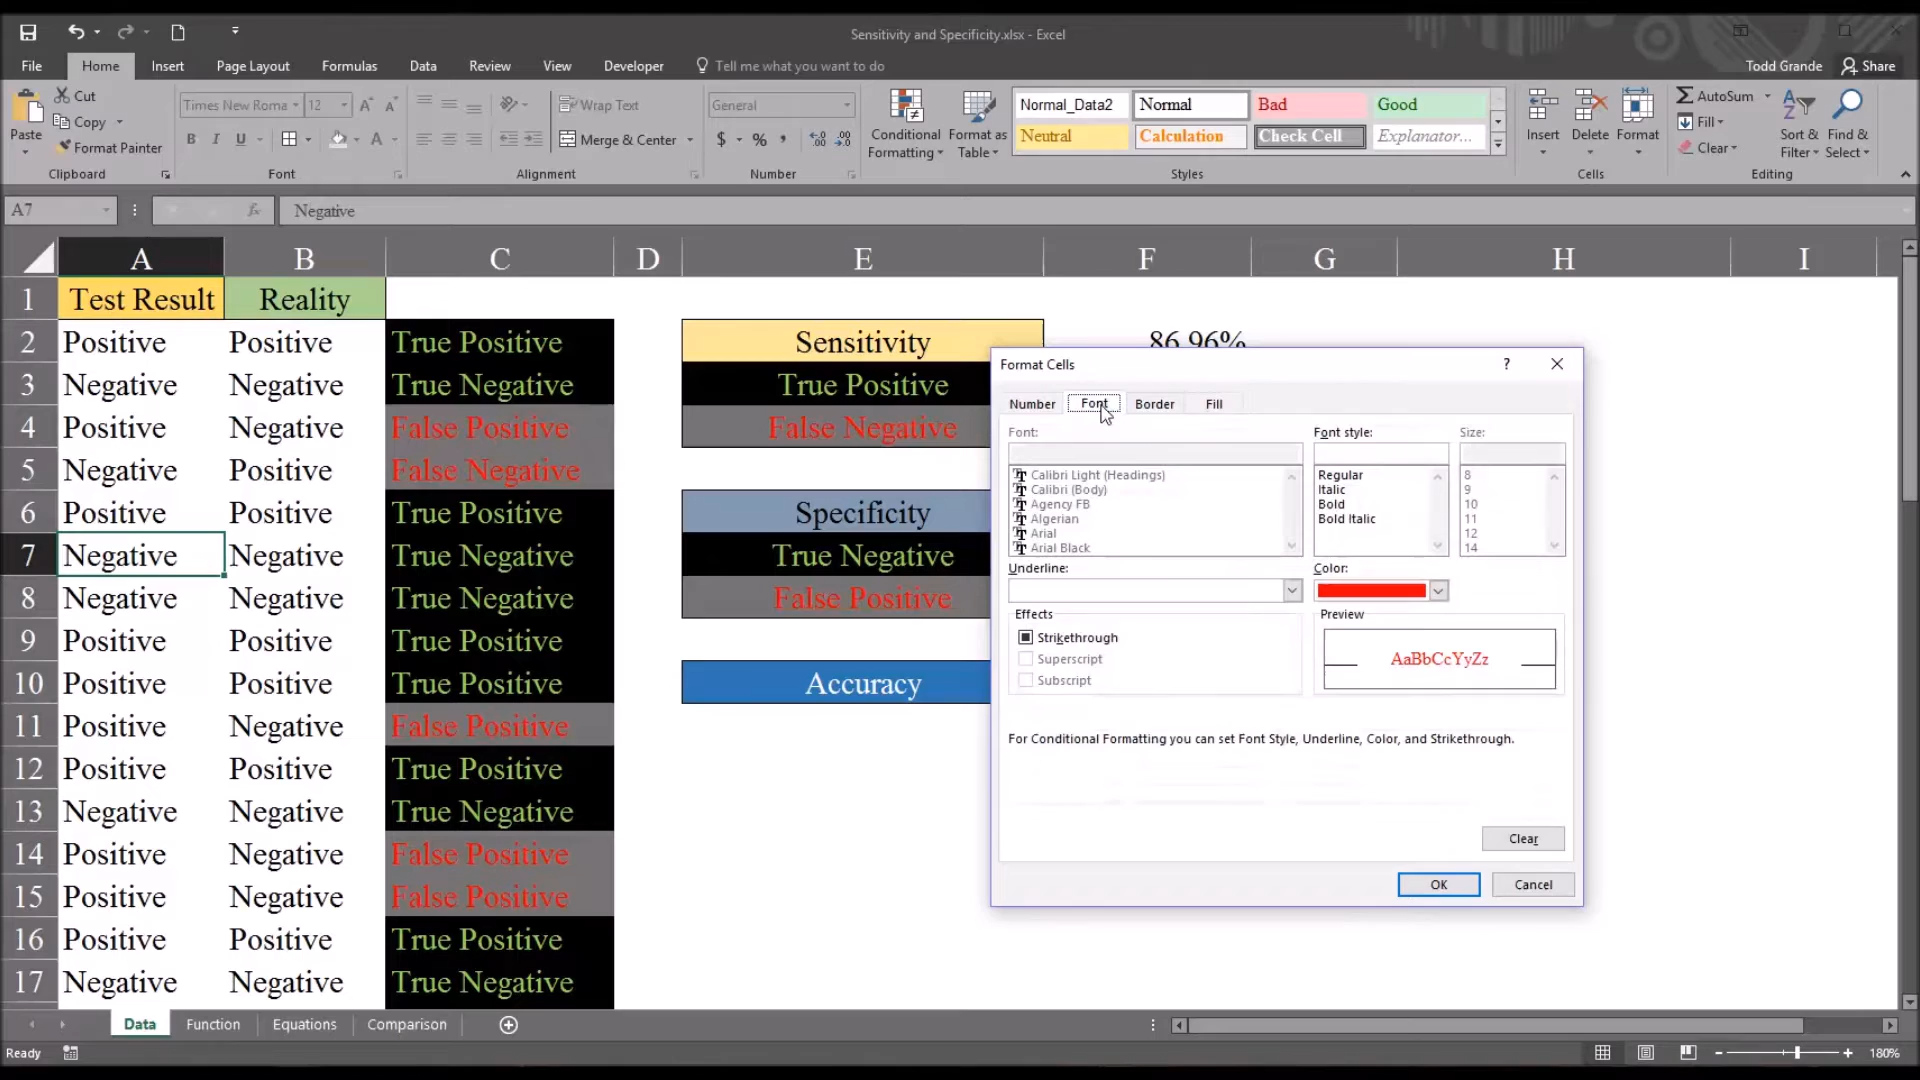 Sensitivity and Specificity.xlsx - Excel
File Home Insert Page Layout Formulas Data Review View Developer Tell me what you want to do Todd Grande Share
Paste Cut
Copy
Format Painter
Clipboard
Times New Roma 12
B I U
Font
Wrap Text
Merge & Center
Alignment
General
$ % ,
Number
Conditional Formatting
Format as Table
Normal_Data2 Normal Bad Good
Neutral Calculation Check Cell Explanator...
Styles
Insert Delete Format
Cells
AutoSum
Fill
Clear
Sort & Filter
Find & Select
Editing
A7 fx Negative
A B C D E F G H I
1 Test Result Reality
2 Positive Positive True Positive Sensitivity 86.96%
3 Negative Negative True Negative True Positive
4 Positive Negative False Positive False Negative
5 Negative Positive False Negative
6 Positive Positive True Positive Specificity
7 Negative Negative True Negative True Negative
8 Negative Negative True Negative False Positive
9 Positive Positive True Positive
10 Positive Positive True Positive Accuracy
11 Positive Negative False Positive
12 Positive Positive True Positive
13 Negative Negative True Negative
14 Positive Negative False Positive
15 Positive Negative False Positive
16 Positive Positive True Positive
17 Negative Negative True Negative
Format Cells ?
Number Font Border Fill
Font: Font style: Size:
Calibri Light (Headings) Regular 8
Calibri (Body) Italic 9
Agency FB Bold 10
Algerian Bold Italic 11
Arial 12
Arial Black 14
Underline: Color:
Effects Preview
Strikethrough
Superscript
Subscript
AaBbCcYyZz
For Conditional Formatting you can set Font Style, Underline, Color, and Strikethrough.
Clear
OK Cancel
Data Function Equations Comparison
Ready 180%